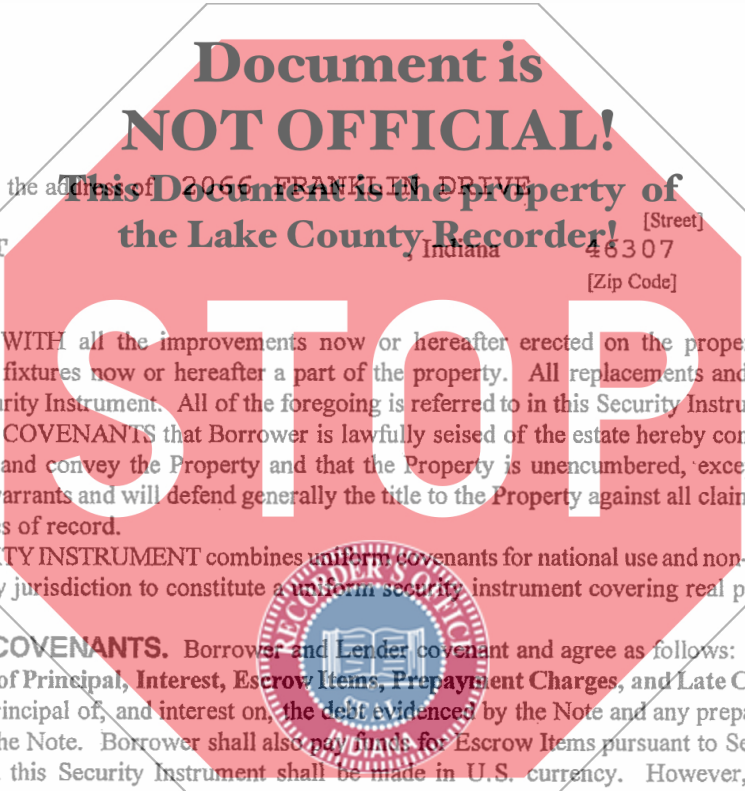 Document is
NOT OFFICIAL!
the address of 2066 FRANKLIN DRIVE
This Document is the property of
[Street]
the Lake County Recorder!
, Indiana 46307
[Zip Code]
STOP
WITH all the improvements now or hereafter erected on the prope
fixtures now or hereafter a part of the property. All replacements and
urity Instrument. All of the foregoing is referred to in this Security Instru
COVENANTS that Borrower is lawfully seised of the estate hereby con
and convey the Property and that the Property is unencumbered, exce
varrants and will defend generally the title to the Property against all claim
s of record.
TY INSTRUMENT combines uniform covenants for national use and non-
y jurisdiction to constitute a uniform security instrument covering real p
RECORDER'S OFFIC
COVENANTS. Borrower and Lender covenant and agree as follows:
of Principal, Interest, Escrow Items, Prepayment Charges, and Late C
rincipal of, and interest on, the debt evidenced by the Note and any prepa
he Note. Borrower shall also pay funds for Escrow Items pursuant to Se
this Security Instrument shall be made in U.S. currency. However,